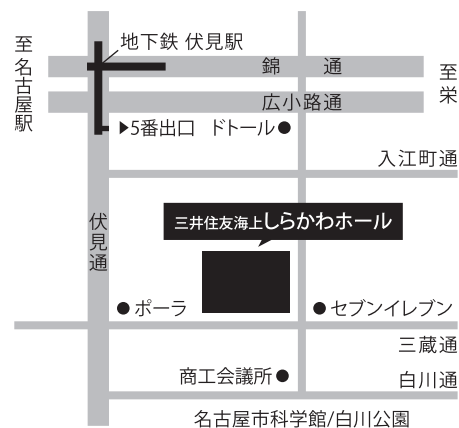 地下鉄 伏見駅
至名古屋駅
錦 通
至栄
広小路通
▶5番出口 ドトール●
入江町通
三井住友海上しらかわホール
伏見通
●ポーラ
●セブンイレブン
三蔵通
商工会議所●
白川通
名古屋市科学館/白川公園